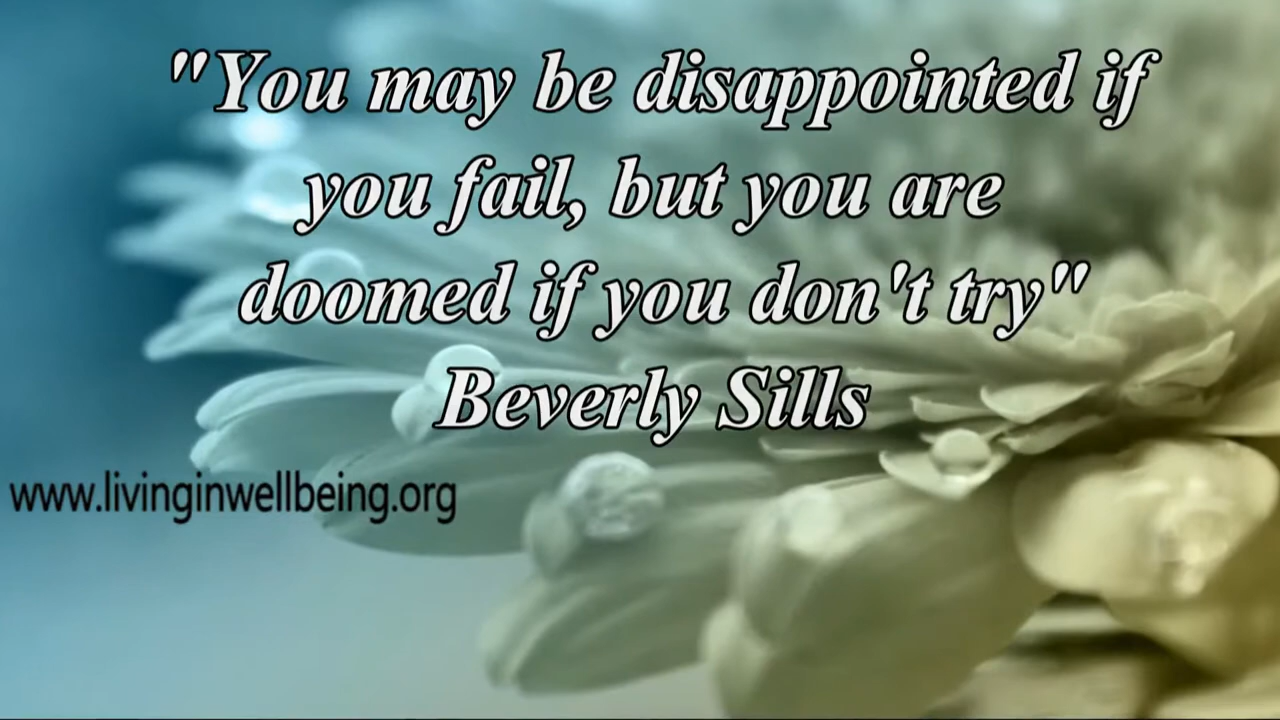 "You may be disappointed if
you fail, but you are
doomed if you don't try"
Beverly Sills
www.livinginwellbeing.org